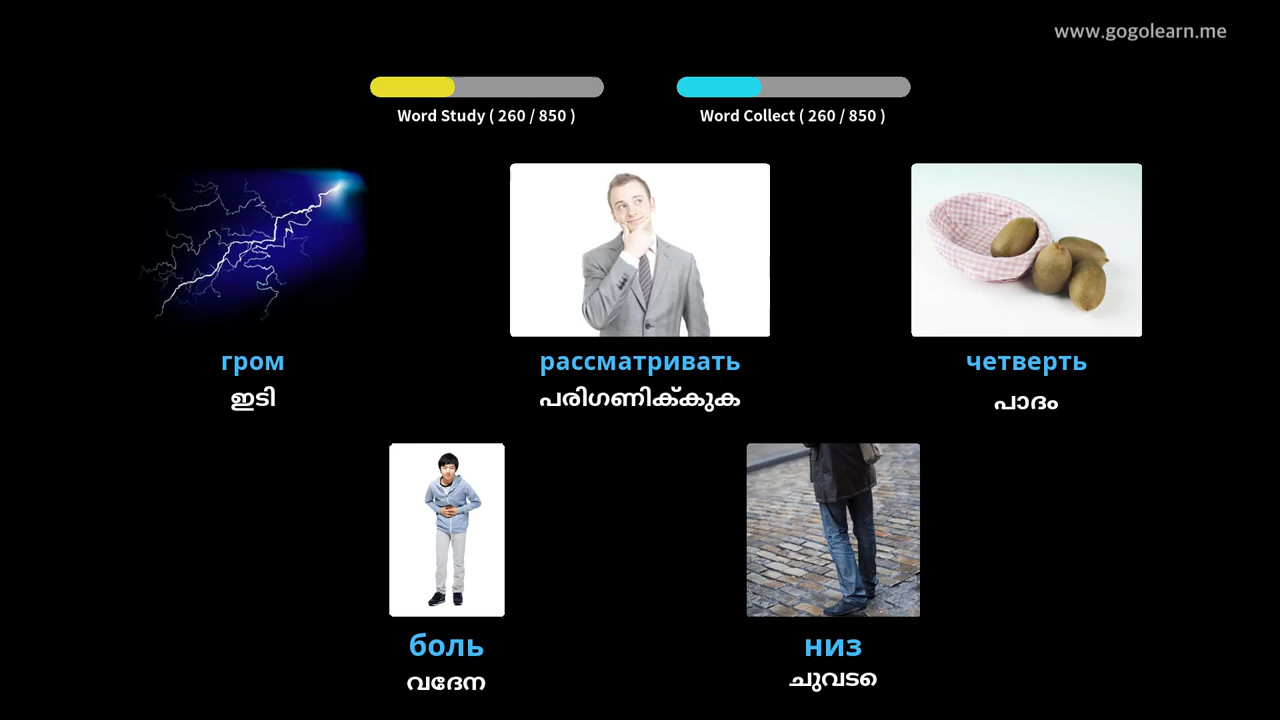 www.gogolearn.me
Word Study ( 260 / 850 )
Word Collect ( 260 / 850 )
гром
рассматривать
четверть
ഇടി
പരിഗണിക്കുക
പാദം
боль
низ
വേദന
ചുവടെ